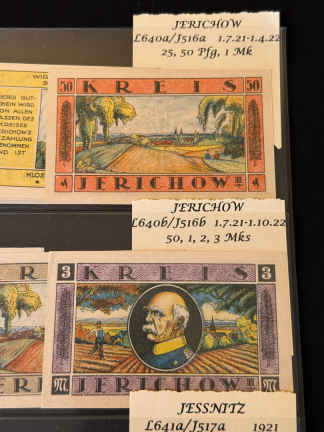 JERICHOW
L640a/J516a 1.7.21-1.4.22
25, 50 Pfg, 1 Mk
50 KREIS 50
JERICHOW II
JERICHOW
L640b/J516b 1.7.21-1.10.22
50, 1, 2, 3 Mks
3 KREIS 3
M JERICHOW II M
JESSNITZ
L641a/J517a 1921